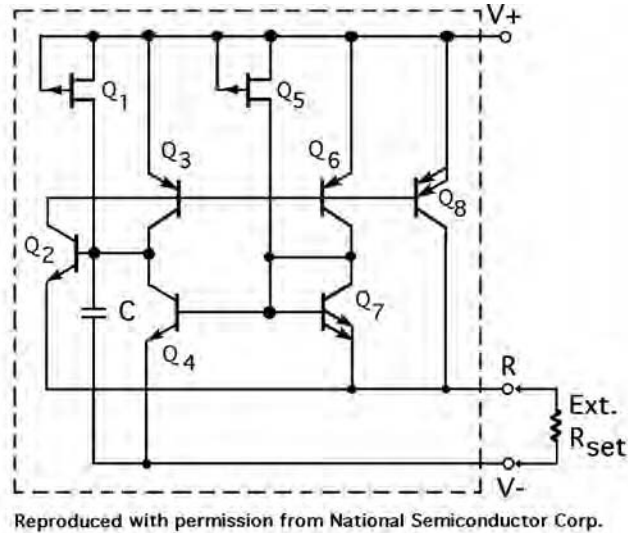 V+
Q1
Q5
Q3
Q6
Q8
Q2
C
Q7
Q4
R
Ext.
Rset
V-
Reproduced with permission from National Semiconductor Corp.